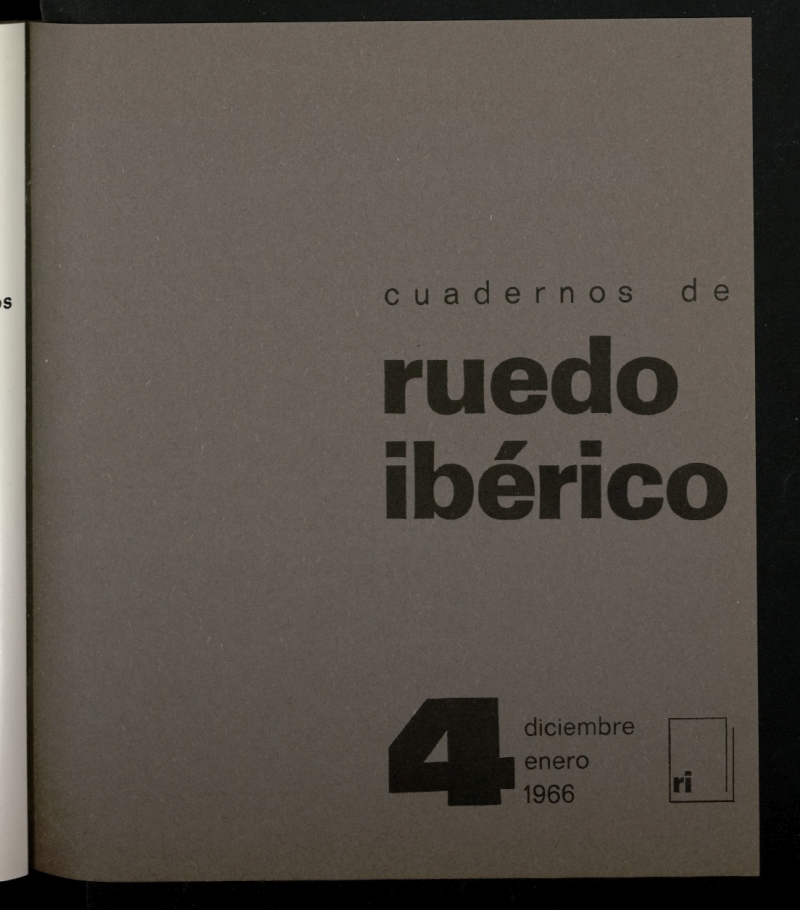 cuadernos de
ruedo
ibérico
4
diciembre
enero
1966
ri